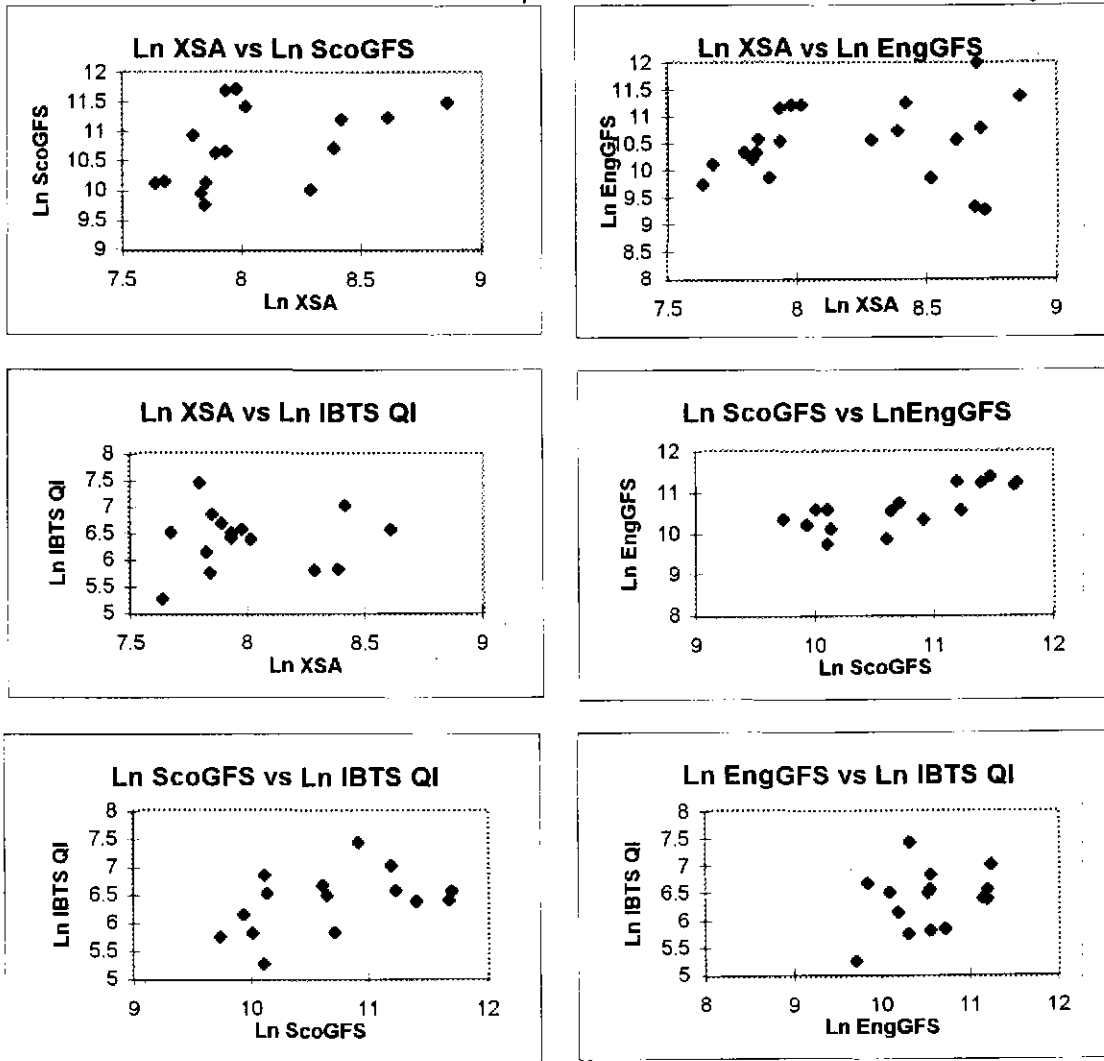 Ln XSA vs Ln ScoGFS
12
11.5
11
10.5
10
9.5
9
Ln ScoGFS
7.5 8 8.5 9
Ln XSA
Ln XSA vs Ln EngGFS
12
11.5
11
10.5
10
9.5
9
8.5
8
Ln EngGFS
7.5 8 8.5 9
Ln XSA
Ln XSA vs Ln IBTS QI
8
7.5
7
6.5
6
5.5
5
Ln IBTS QI
7.5 8 8.5 9
Ln XSA
Ln ScoGFS vs LnEngGFS
12
11
10
9
8
Ln EngGFS
9 10 11 12
Ln ScoGFS
Ln ScoGFS vs Ln IBTS QI
8
7.5
7
6.5
6
5.5
5
Ln IBTS QI
9 10 11 12
Ln ScoGFS
Ln EngGFS vs Ln IBTS QI
8
7.5
7
6.5
6
5.5
5
Ln IBTS QI
8 9 10 11 12
Ln EngGFS